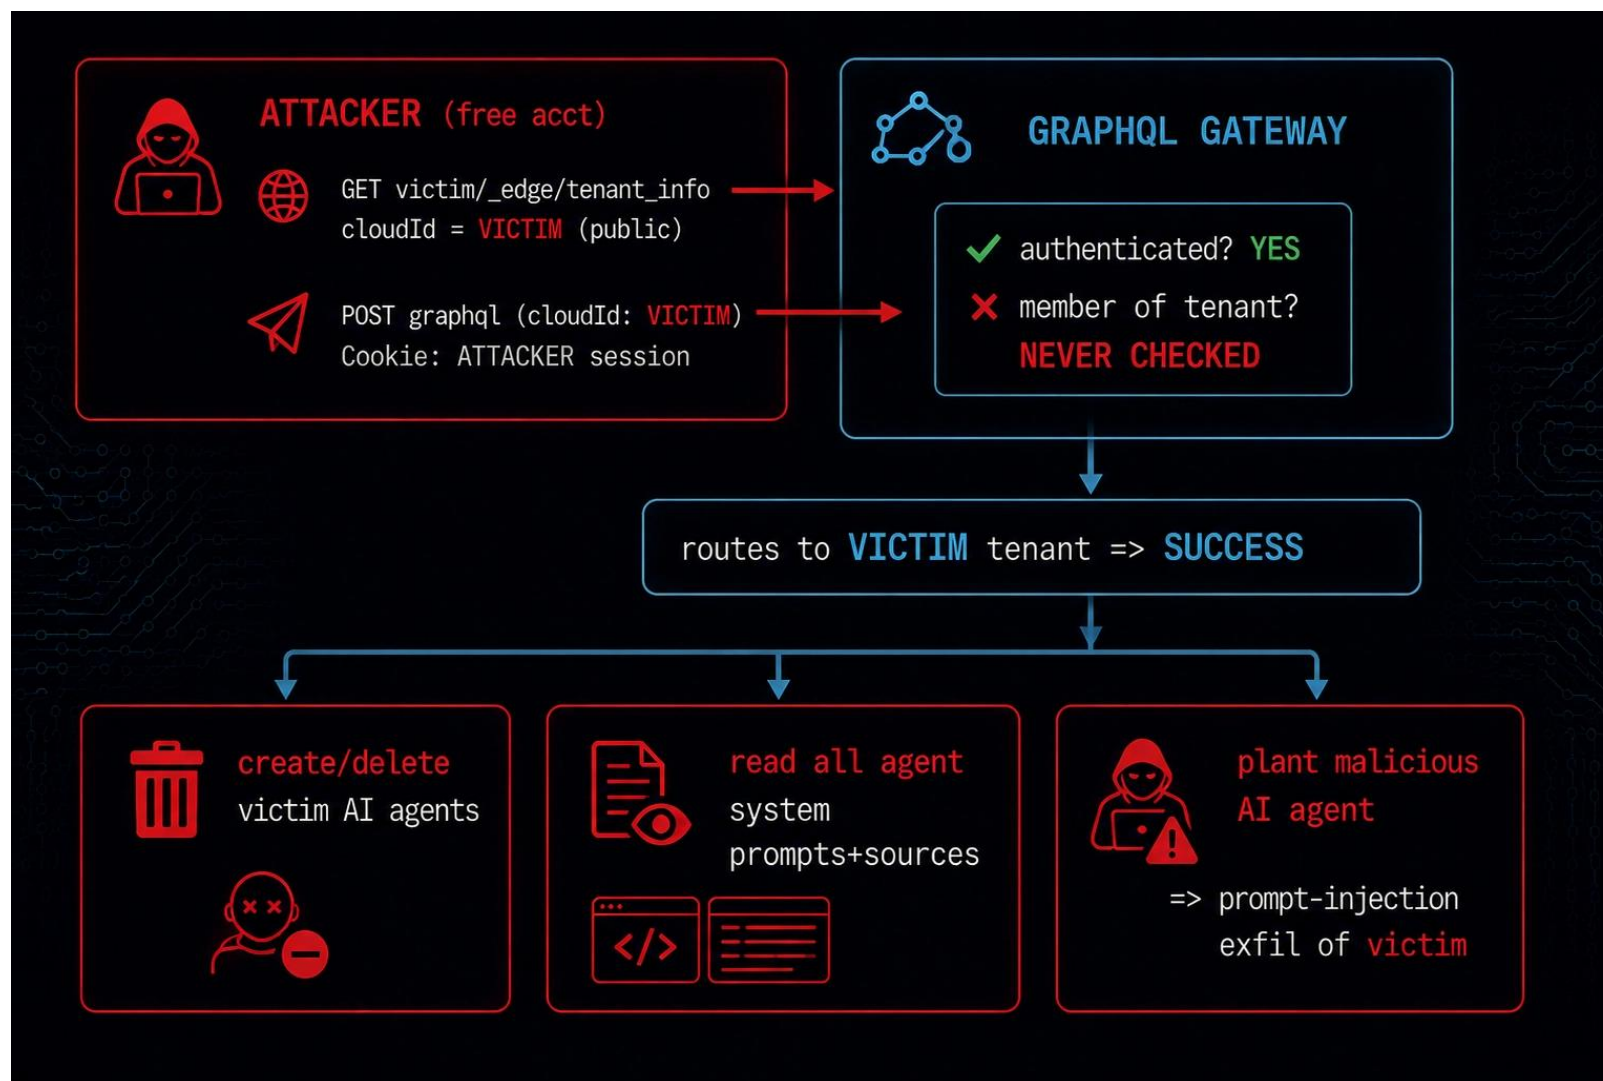 ATTACKER (free acct)
GET victim/_edge/tenant_info
cloudId = VICTIM (public)
POST graphql (cloudId: VICTIM)
Cookie: ATTACKER session
GRAPHQL GATEWAY
authenticated? YES
member of tenant?
NEVER CHECKED
routes to VICTIM tenant => SUCCESS
create/delete
victim AI agents
read all agent
system
prompts+sources
</>
plant malicious
AI agent
=> prompt-injection
exfil of victim